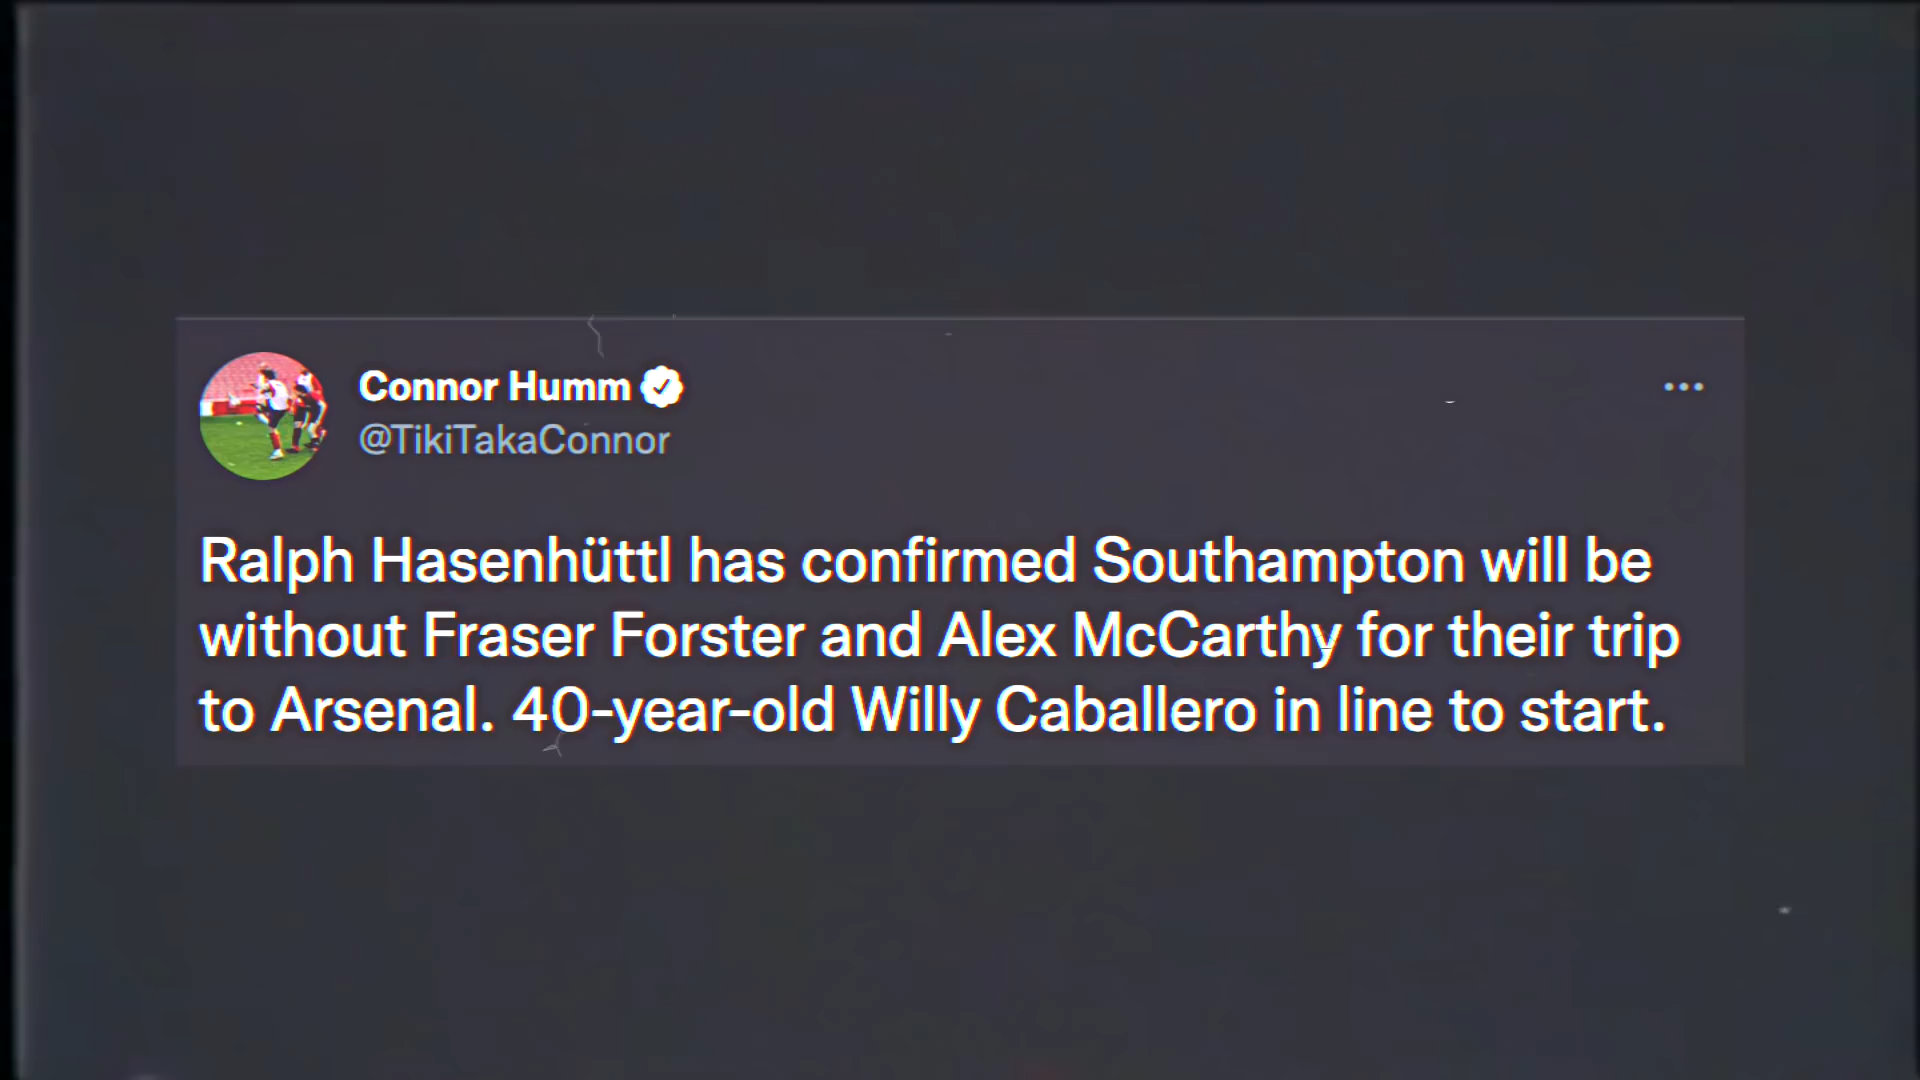 Connor Humm
@TikiTakaConnor
Ralph Hasenhüttl has confirmed Southampton will be
without Fraser Forster and Alex McCarthy for their trip
to Arsenal. 40-year-old Willy Caballero in line to start.